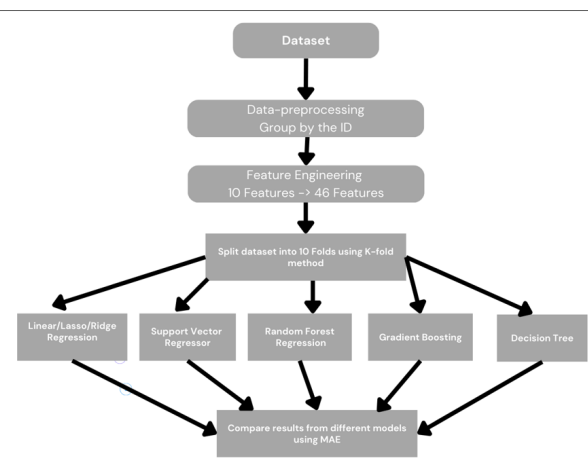 Dataset
Data-preprocessing
Group by the ID
Feature Engineering
10 Features -> 46 Features
Split dataset into 10 Folds using K-fold
method
Linear/Lasso/Ridge
Regression
Support Vector
Regressor
Random Forest
Regression
Gradient Boosting
Decision Tree
Compare results from different models
using MAE